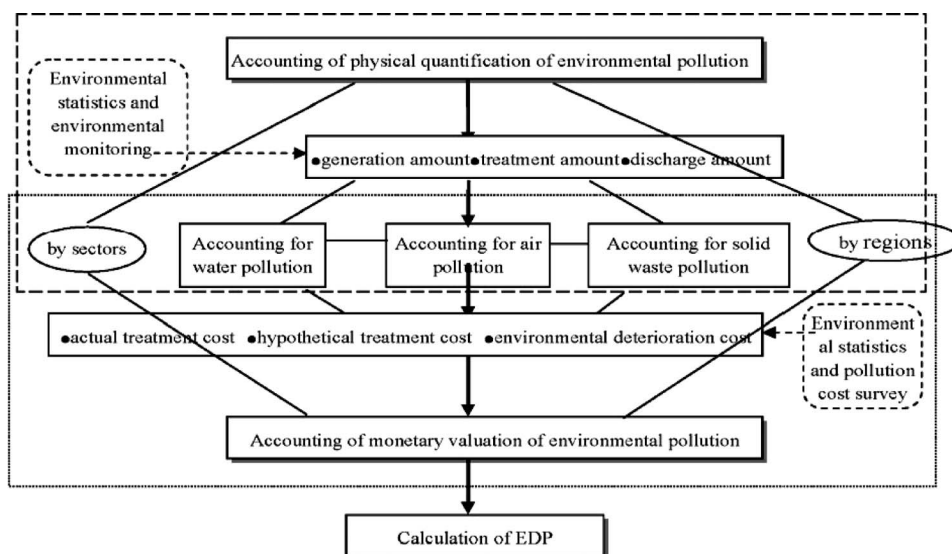 Accounting of physical quantification of environmental pollution
Environmental
statistics and
environmental
monitoring
●generation amount●treatment amount●discharge amount
by sectors
Accounting for
water pollution
Accounting for air
pollution
Accounting for solid
waste pollution
by regions
●actual treatment cost ●hypothetical treatment cost ●environmental deterioration cost
Environment
al statistics
and pollution
cost survey
Accounting of monetary valuation of environmental pollution
Calculation of EDP